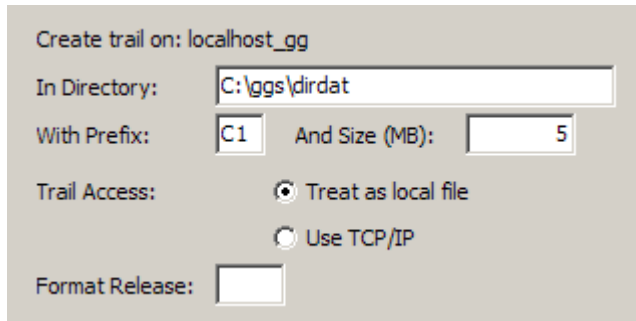 Create trail on: localhost_gg
In Directory: C:\ggs\dirdat
With Prefix: C1 And Size (MB): 5
Trail Access: Treat as local file
Use TCP/IP
Format Release: